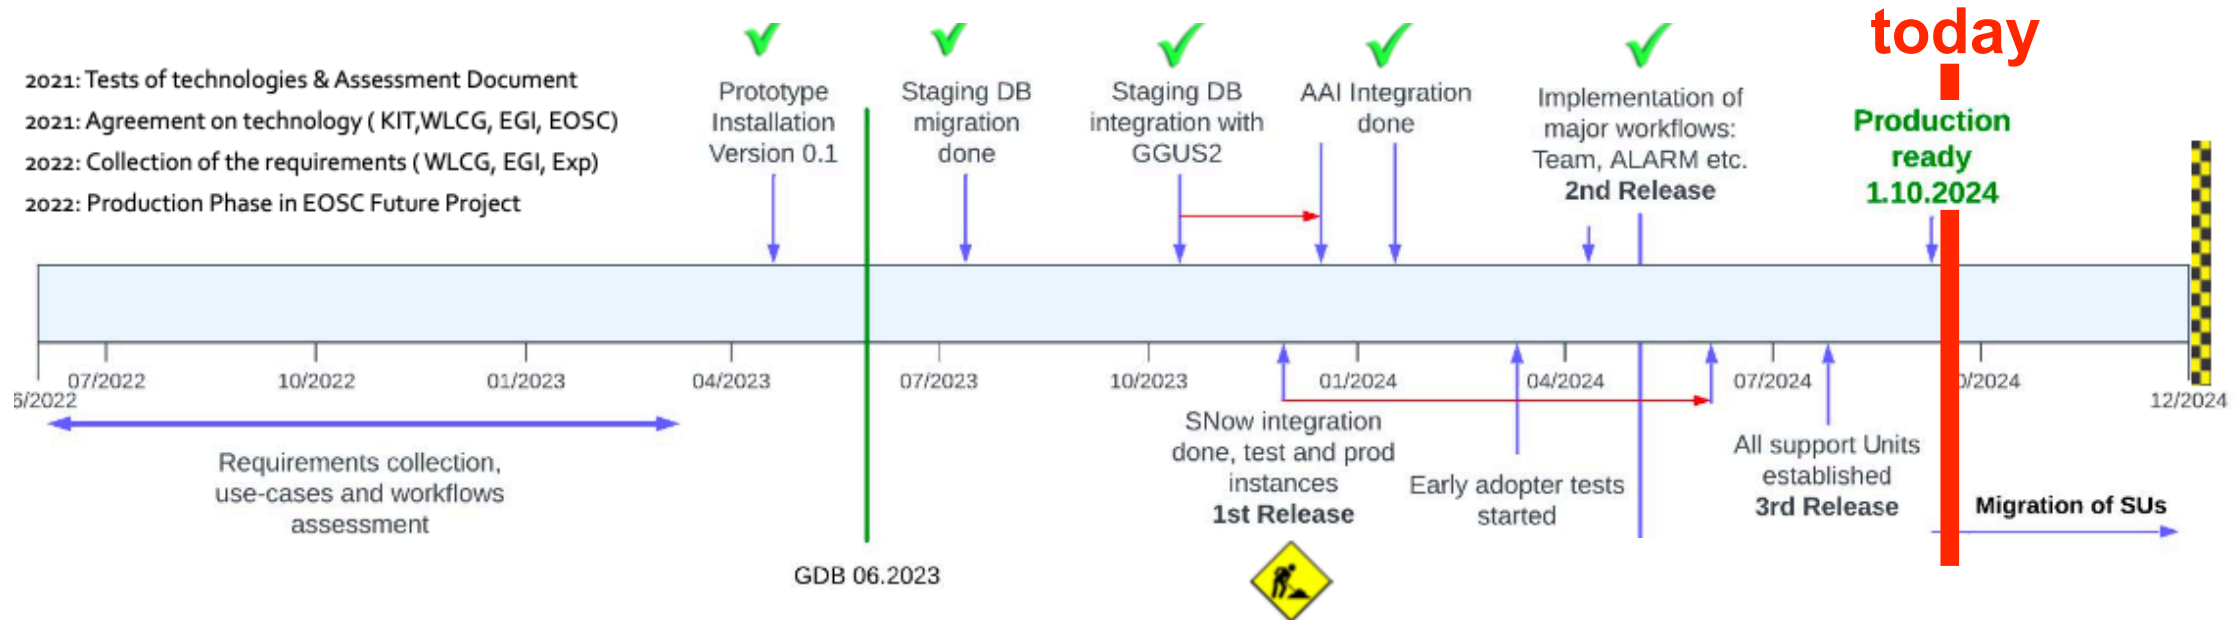 today
2021: Tests of technologies & Assessment Document
2021: Agreement on technology ( KIT,WLCG, EGI, EOSC)
2022: Collection of the requirements ( WLCG, EGI, Exp)
2022: Production Phase in EOSC Future Project
Prototype
Installation
Version 0.1
Staging DB
migration
done
Staging DB
integration with
GGUS2
AAI Integration
done
Implementation of
major workflows:
Team, ALARM etc.
2nd Release
Production
ready
1.10.2024
6/2022
07/2022
10/2022
01/2023
04/2023
07/2023
10/2023
01/2024
04/2024
07/2024
0/2024
12/2024
Requirements collection,
use-cases and workflows
assessment
GDB 06.2023
SNow integration
done, test and prod
instances
1st Release
Early adopter tests
started
All support Units
established
3rd Release
Migration of SUs